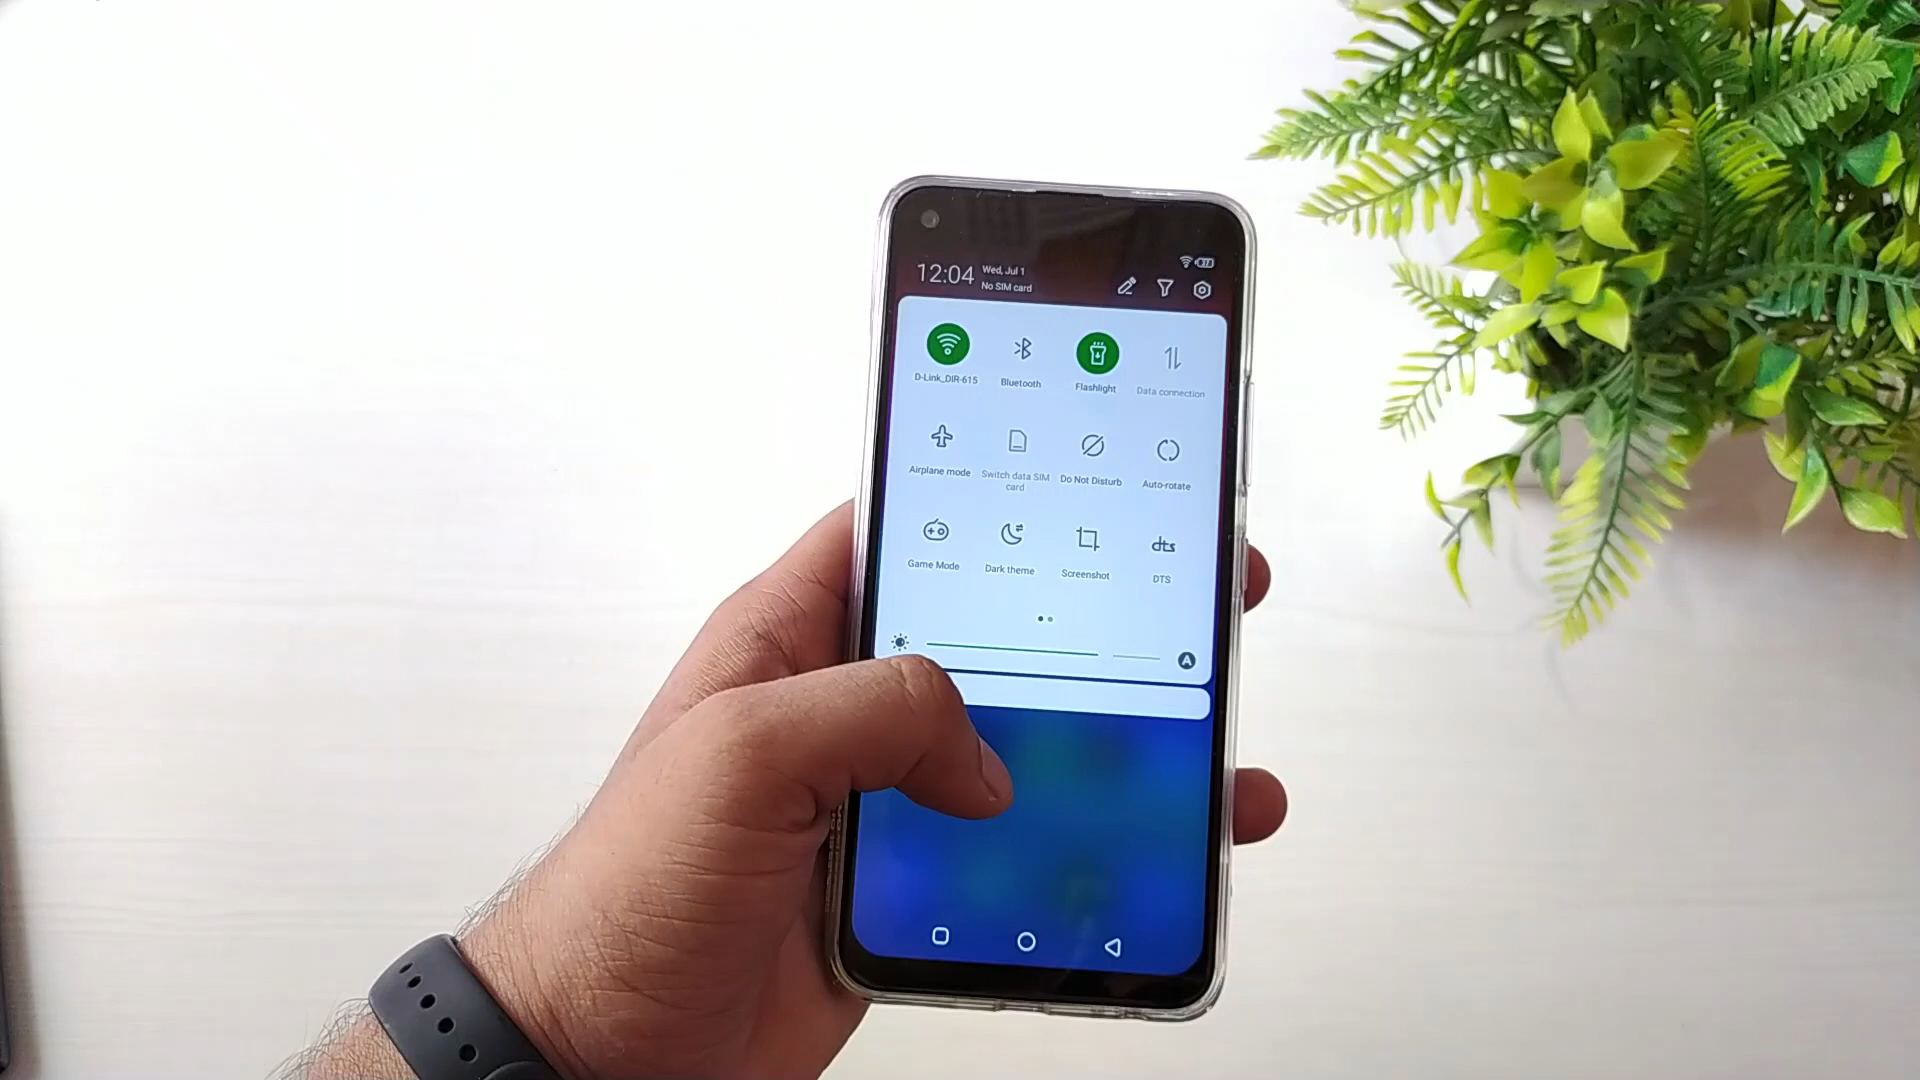 12:04
Wed, Jul 1
No SIM card
37
D-Link_DIR-615
Bluetooth
Flashlight
Data connection
Airplane mode
Switch data SIM
card
Do Not Disturb
Auto-rotate
Game Mode
Dark theme
Screenshot
dts
DTS
A